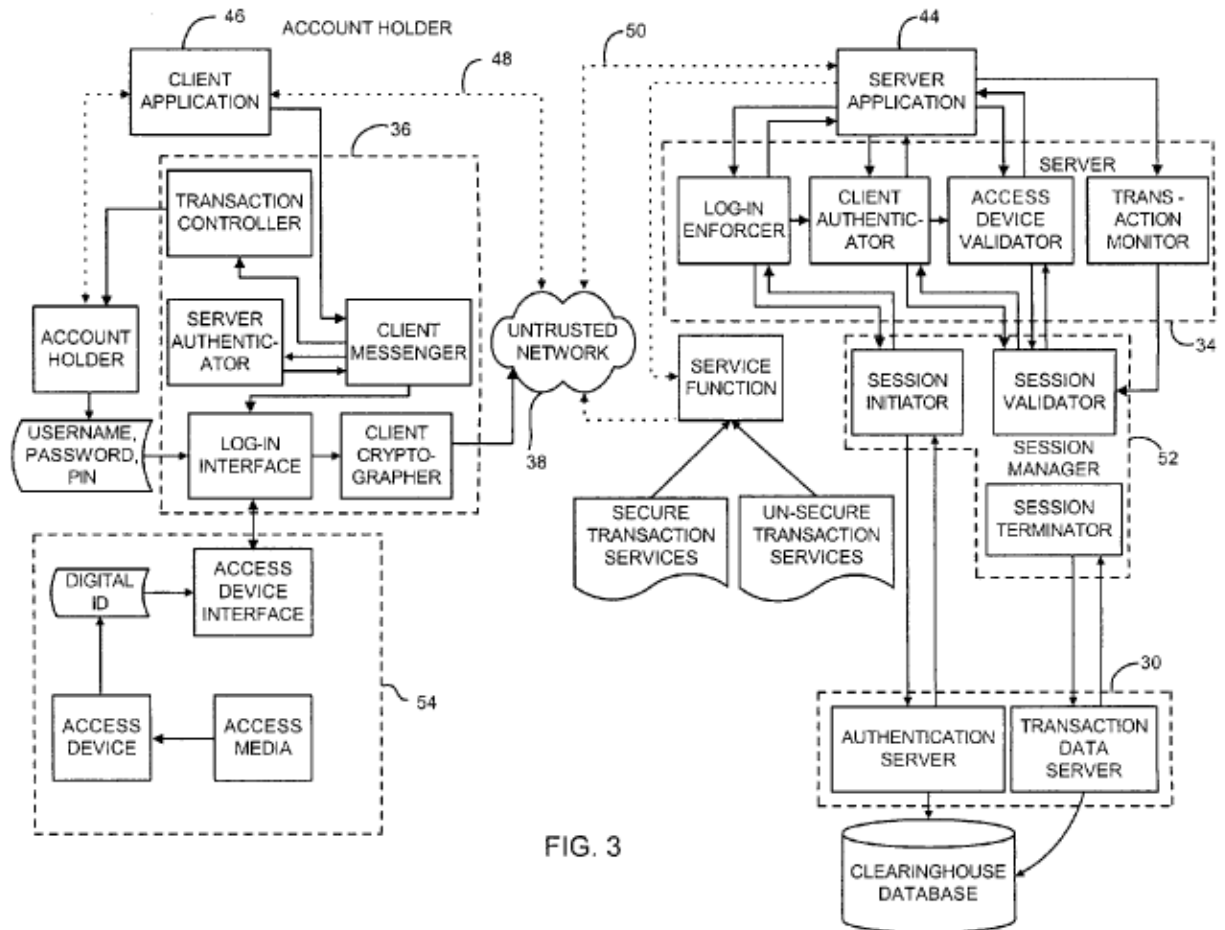 46
ACCOUNT HOLDER
50
44
CLIENT
APPLICATION
48
SERVER
APPLICATION
36
SERVER
TRANSACTION
CONTROLLER
LOG-IN
ENFORCER
CLIENT
AUTHENTIC-
ATOR
ACCESS
DEVICE
VALIDATOR
TRANS -
ACTION
MONITOR
ACCOUNT
HOLDER
SERVER
AUTHENTIC-
ATOR
CLIENT
MESSENGER
UNTRUSTED
NETWORK
34
SERVICE
FUNCTION
SESSION
INITIATOR
SESSION
VALIDATOR
USERNAME,
PASSWORD,
PIN
LOG-IN
INTERFACE
CLIENT
CRYPTO-
GRAPHER
38
SESSION
MANAGER
52
SECURE
TRANSACTION
SERVICES
UN-SECURE
TRANSACTION
SERVICES
SESSION
TERMINATOR
DIGITAL
ID
ACCESS
DEVICE
INTERFACE
54
30
ACCESS
DEVICE
ACCESS
MEDIA
AUTHENTICATION
SERVER
TRANSACTION
DATA
SERVER
FIG. 3
CLEARINGHOUSE
DATABASE